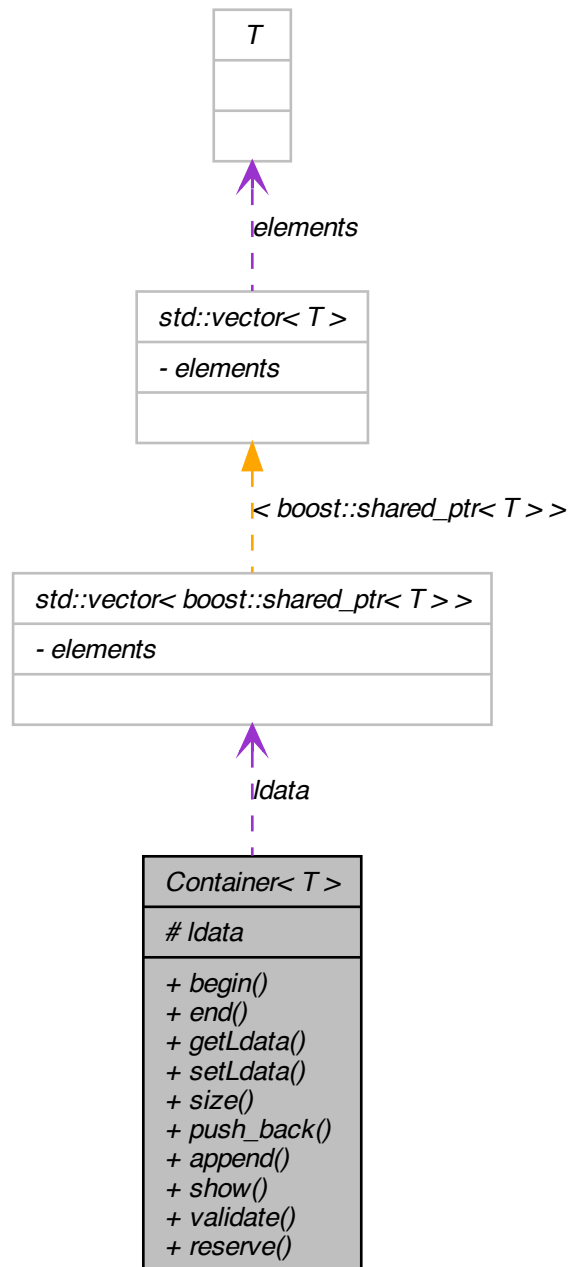 T
elements
std::vector< T >
- elements
< boost::shared_ptr< T > >
std::vector< boost::shared_ptr< T > >
- elements
ldata
Container< T >
# ldata
+ begin()
+ end()
+ getLdata()
+ setLdata()
+ size()
+ push_back()
+ append()
+ show()
+ validate()
+ reserve()